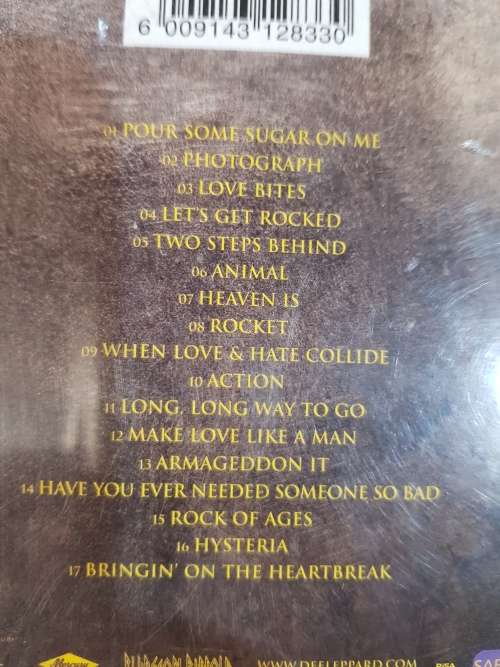 6 009143 128330
01 POUR SOME SUGAR ON ME
02 PHOTOGRAPH
03 LOVE BITES
04 LET'S GET ROCKED
05 TWO STEPS BEHIND
06 ANIMAL
07 HEAVEN IS
08 ROCKET
09 WHEN LOVE & HATE COLLIDE
10 ACTION
11 LONG, LONG WAY TO GO
12 MAKE LOVE LIKE A MAN
13 ARMAGEDDON IT
14 HAVE YOU EVER NEEDED SOMEONE SO BAD
15 ROCK OF AGES
16 HYSTERIA
17 BRINGIN' ON THE HEARTBREAK
Mercury WWW.DEFLEPPARD.COM